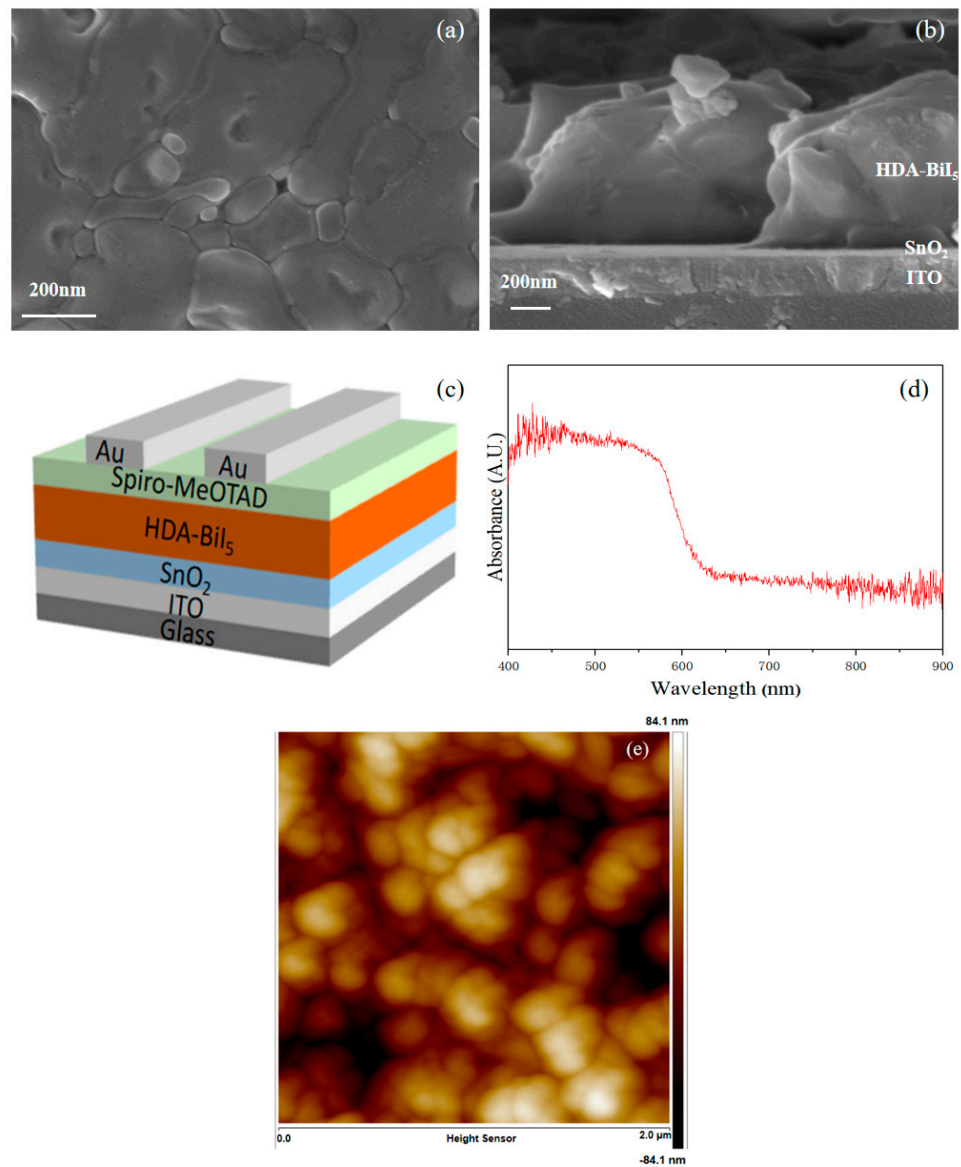 (a)
200nm
(b)
HDA-BiI₅
SnO₂
ITO
200nm
(c)
Au
Au
Spiro-MeOTAD
HDA-BiI₅
SnO₂
ITO
Glass
(d)
Absorbance (A.U.)
400 500 600 700 800 900
Wavelength (nm)
84.1 nm
(e)
0.0 Height Sensor 2.0 µm
-84.1 nm